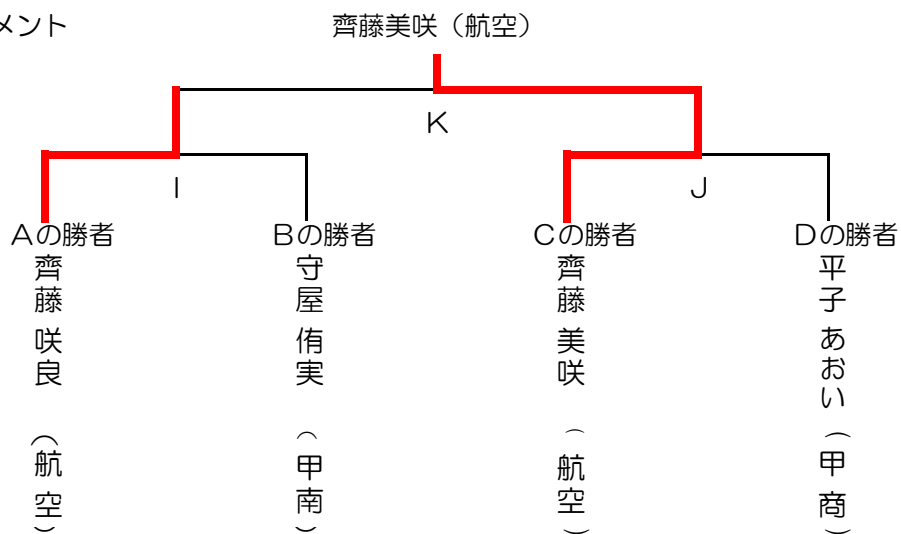 メント
齊藤美咲（航空）
K
I
J
Aの勝者
Bの勝者
Cの勝者
Dの勝者
齊藤 咲良 （航空）
守屋 侑実 （甲南）
齊藤 美咲 （航空）
平子 あおい （甲商）